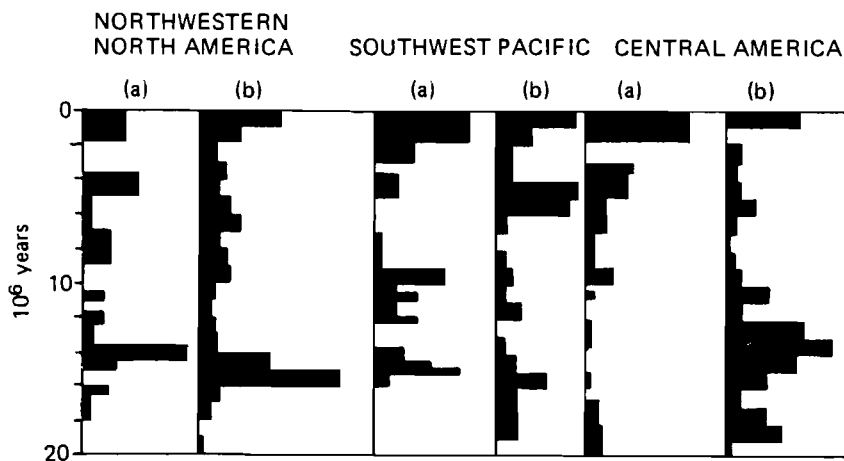 NORTHWESTERN
NORTH AMERICA
SOUTHWEST PACIFIC
CENTRAL AMERICA
(a)
(b)
(a)
(b)
(a)
(b)
0
10
20
10⁶ years